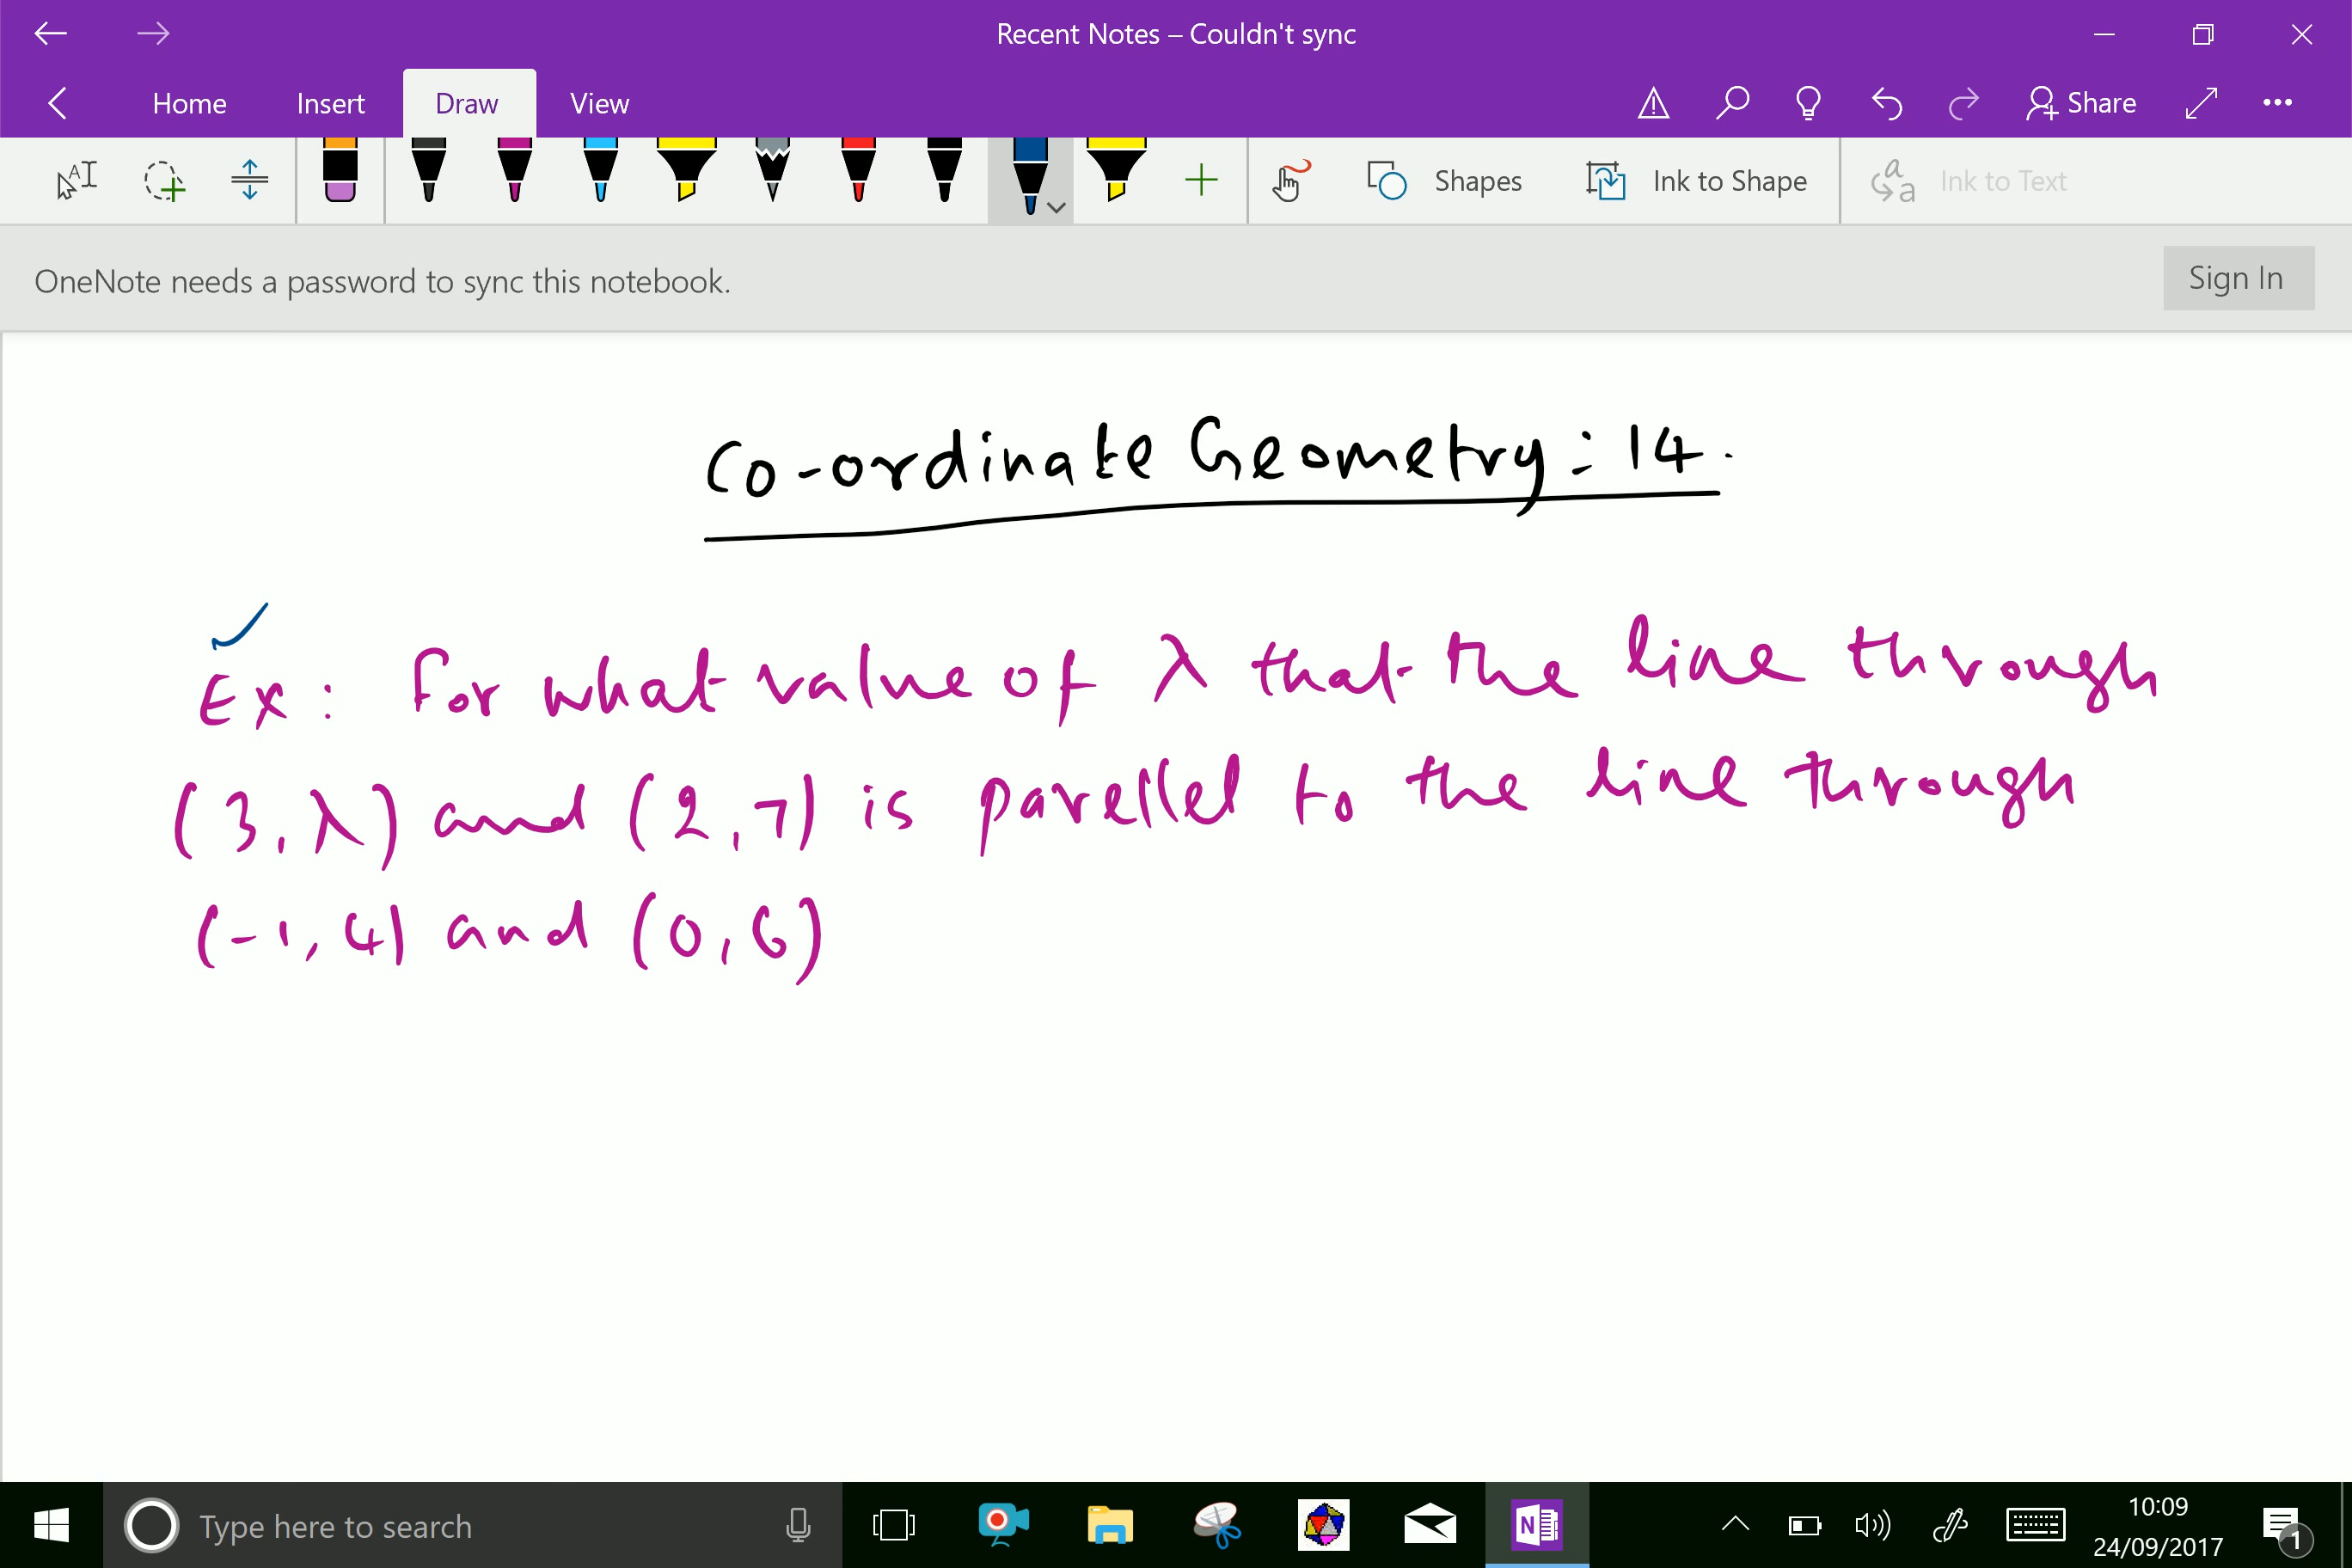 Recent Notes – Couldn't sync
Home Insert Draw View Share
Shapes Ink to Shape Ink to Text
OneNote needs a password to sync this notebook. Sign In
Co-ordinate Geometry: 14.
Ex: for what value of λ that the line through
(3, λ) and (2, 7) is parellel to the line through
(-1, 4) and (0, 6)
Type here to search
10:09
24/09/2017
1